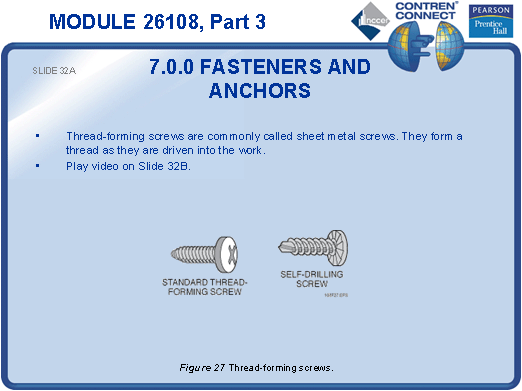 MODULE 26108, Part 3
nccer
CONTREN
CONNECT
PEARSON
Prentice
Hall
SLIDE 32A
7.0.0 FASTENERS AND
ANCHORS
• Thread-forming screws are commonly called sheet metal screws. They form a
thread as they are driven into the work.
• Play video on Slide 32B.
STANDARD THREAD-
FORMING SCREW
SELF-DRILLING
SCREW
Figure 27 Thread-forming screws.